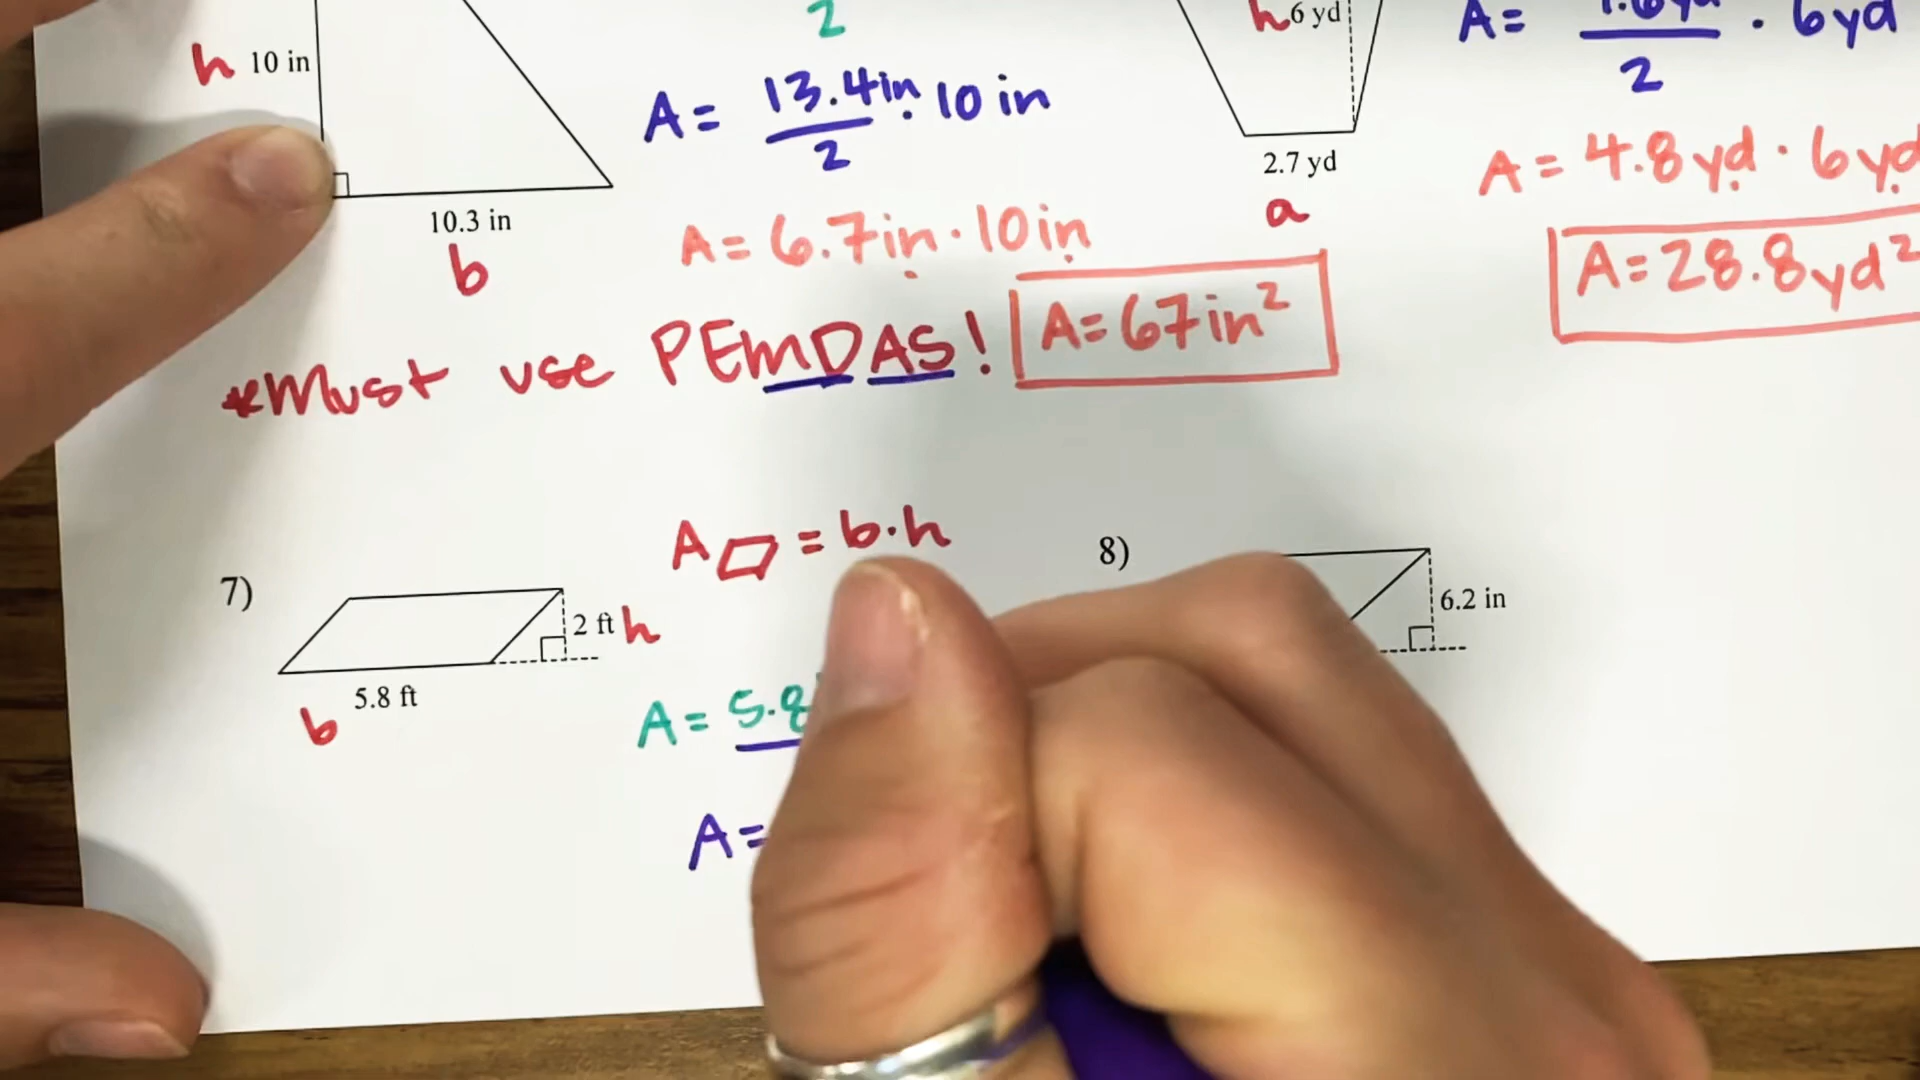 h 10 in
10.3 in
b
2
A = 13.4in · 10 in
2
A = 6.7in · 10in
A = 67in²
*Must use PEMDAS!
h 6 yd
2.7 yd
a
A = · 6yd
2
A = 4.8yd · 6yd
A = 28.8yd²
7)
2 ft h
5.8 ft
b
A▱ = b·h
A = 5.8
A =
8)
6.2 in